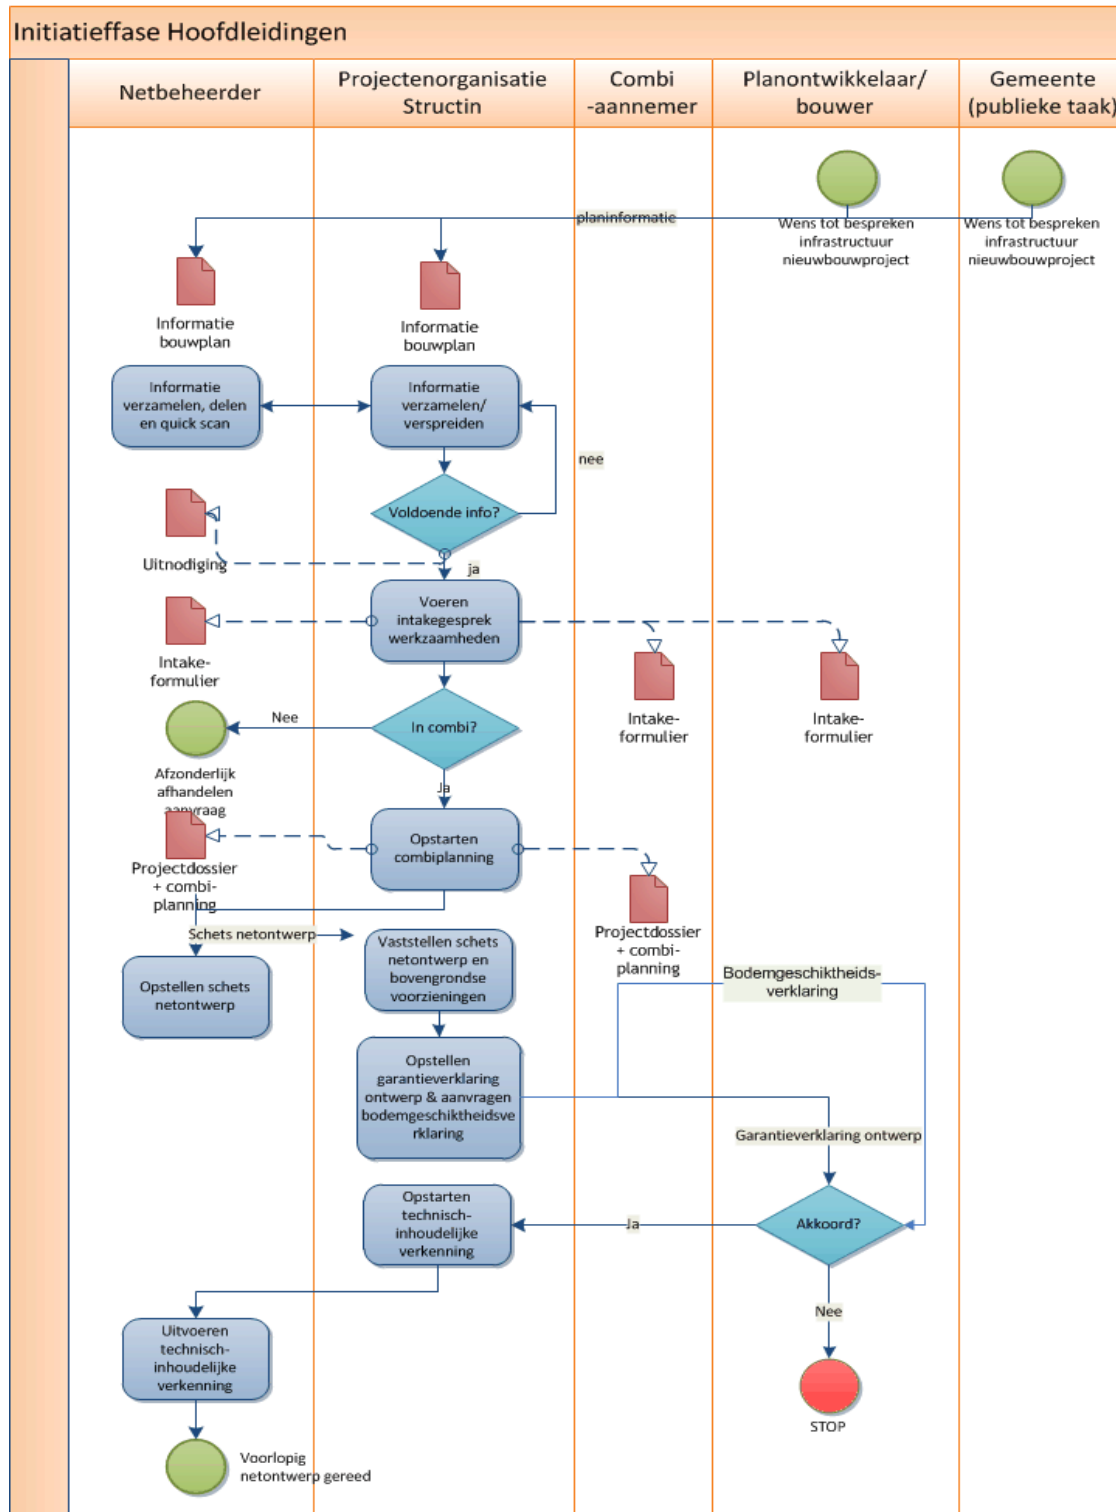 Initiatieffase Hoofdleidingen
Netbeheerder
Projectenorganisatie
Structin
Combi
-aannemer
Planontwikkelaar/
bouwer
Gemeente
(publieke taak)
planinformatie
Wens tot bespreken
infrastructuur
nieuwbouwproject
Wens tot bespreken
infrastructuur
nieuwbouwproject
Informatie
bouwplan
Informatie
bouwplan
Informatie
verzamelen, delen
en quick scan
Informatie
verzamelen/
verspreiden
nee
Voldoende info?
Uitnodiging
ja
Voeren
intakegesprek
werkzaamheden
Intake-
formulier
Intake-
formulier
Intake-
formulier
Nee
In combi?
Afzonderlijk
afhandelen
aanvraag
Ja
Opstarten
combiplanning
Projectdossier
+ combi-
planning
Projectdossier
+ combi-
planning
Schets netontwerp
Vaststellen schets
netontwerp en
bovengrondse
voorzieningen
Opstellen schets
netontwerp
Bodemgeschiktheids-
verklaring
Opstellen
garantieverklaring
ontwerp & aanvragen
bodemgeschiktheidsve
rklaring
Garantieverklaring ontwerp
Opstarten
technisch-
inhoudelijke
verkenning
Ja
Akkoord?
Nee
Uitvoeren
technisch-
inhoudelijke
verkenning
STOP
Voorlopig
netontwerp gereed